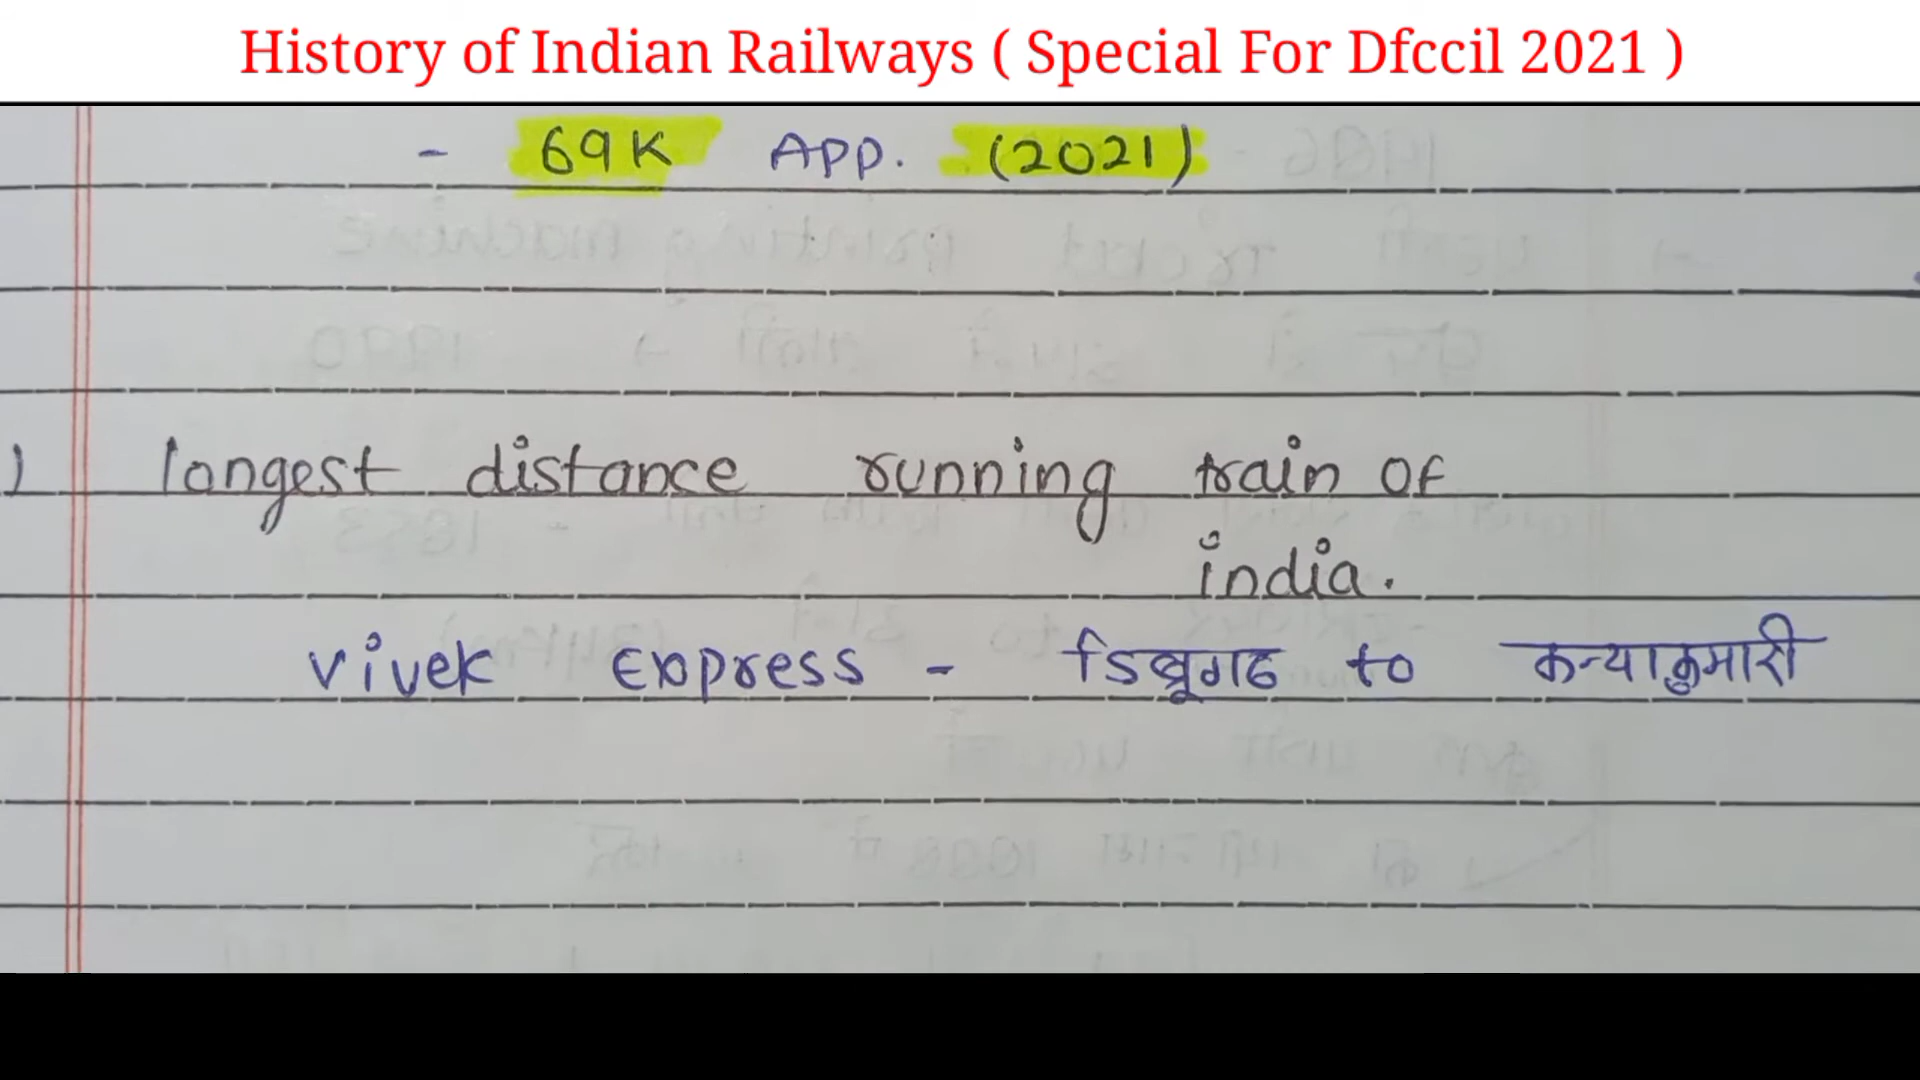 History of Indian Railways ( Special For Dfccil 2021 )
- 69K App. (2021)
) longest distance running train of
india.
Vivek Express - डिब्रूगढ to कन्याकुमारी